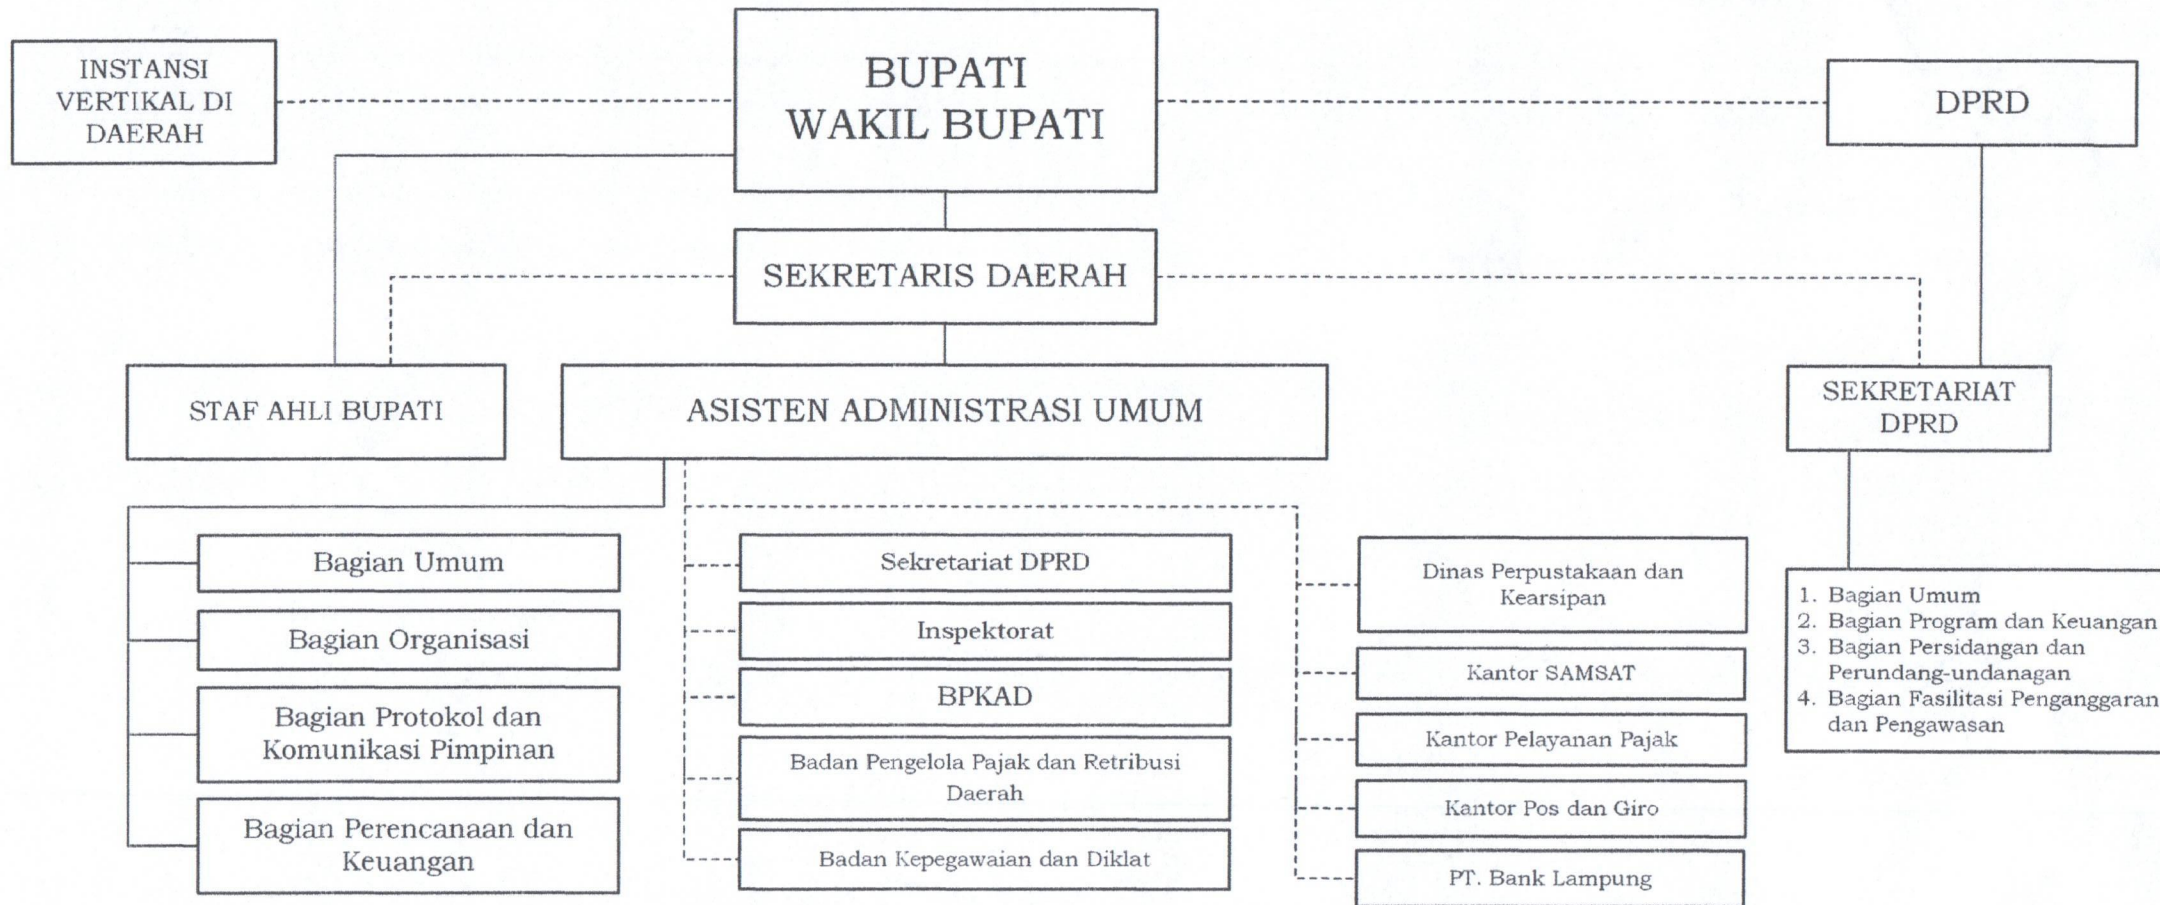 INSTANSI
VERTIKAL DI
DAERAH
BUPATI
WAKIL BUPATI
DPRD
SEKRETARIS DAERAH
STAF AHLI BUPATI
ASISTEN ADMINISTRASI UMUM
SEKRETARIAT
DPRD
Bagian Umum
Bagian Organisasi
Bagian Protokol dan
Komunikasi Pimpinan
Bagian Perencanaan dan
Keuangan
Sekretariat DPRD
Inspektorat
BPKAD
Badan Pengelola Pajak dan Retribusi
Daerah
Badan Kepegawaian dan Diklat
Dinas Perpustakaan dan
Kearsipan
Kantor SAMSAT
Kantor Pelayanan Pajak
Kantor Pos dan Giro
PT. Bank Lampung
1. Bagian Umum
2. Bagian Program dan Keuangan
3. Bagian Persidangan dan
Perundang-undanagan
4. Bagian Fasilitasi Penganggaran
dan Pengawasan